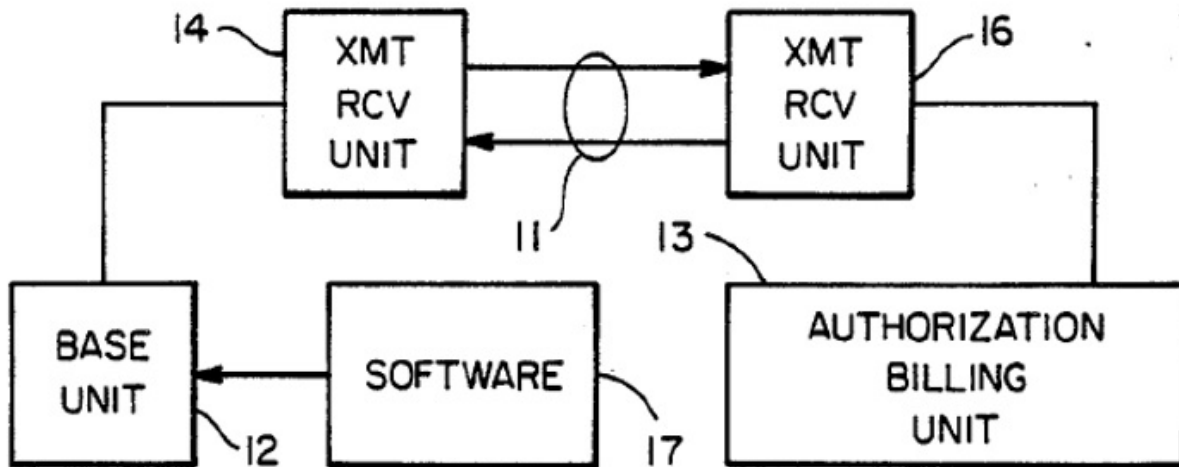 14
XMT
RCV
UNIT
11
XMT
RCV
UNIT
16
BASE
UNIT
12
SOFTWARE
17
13
AUTHORIZATION
BILLING
UNIT